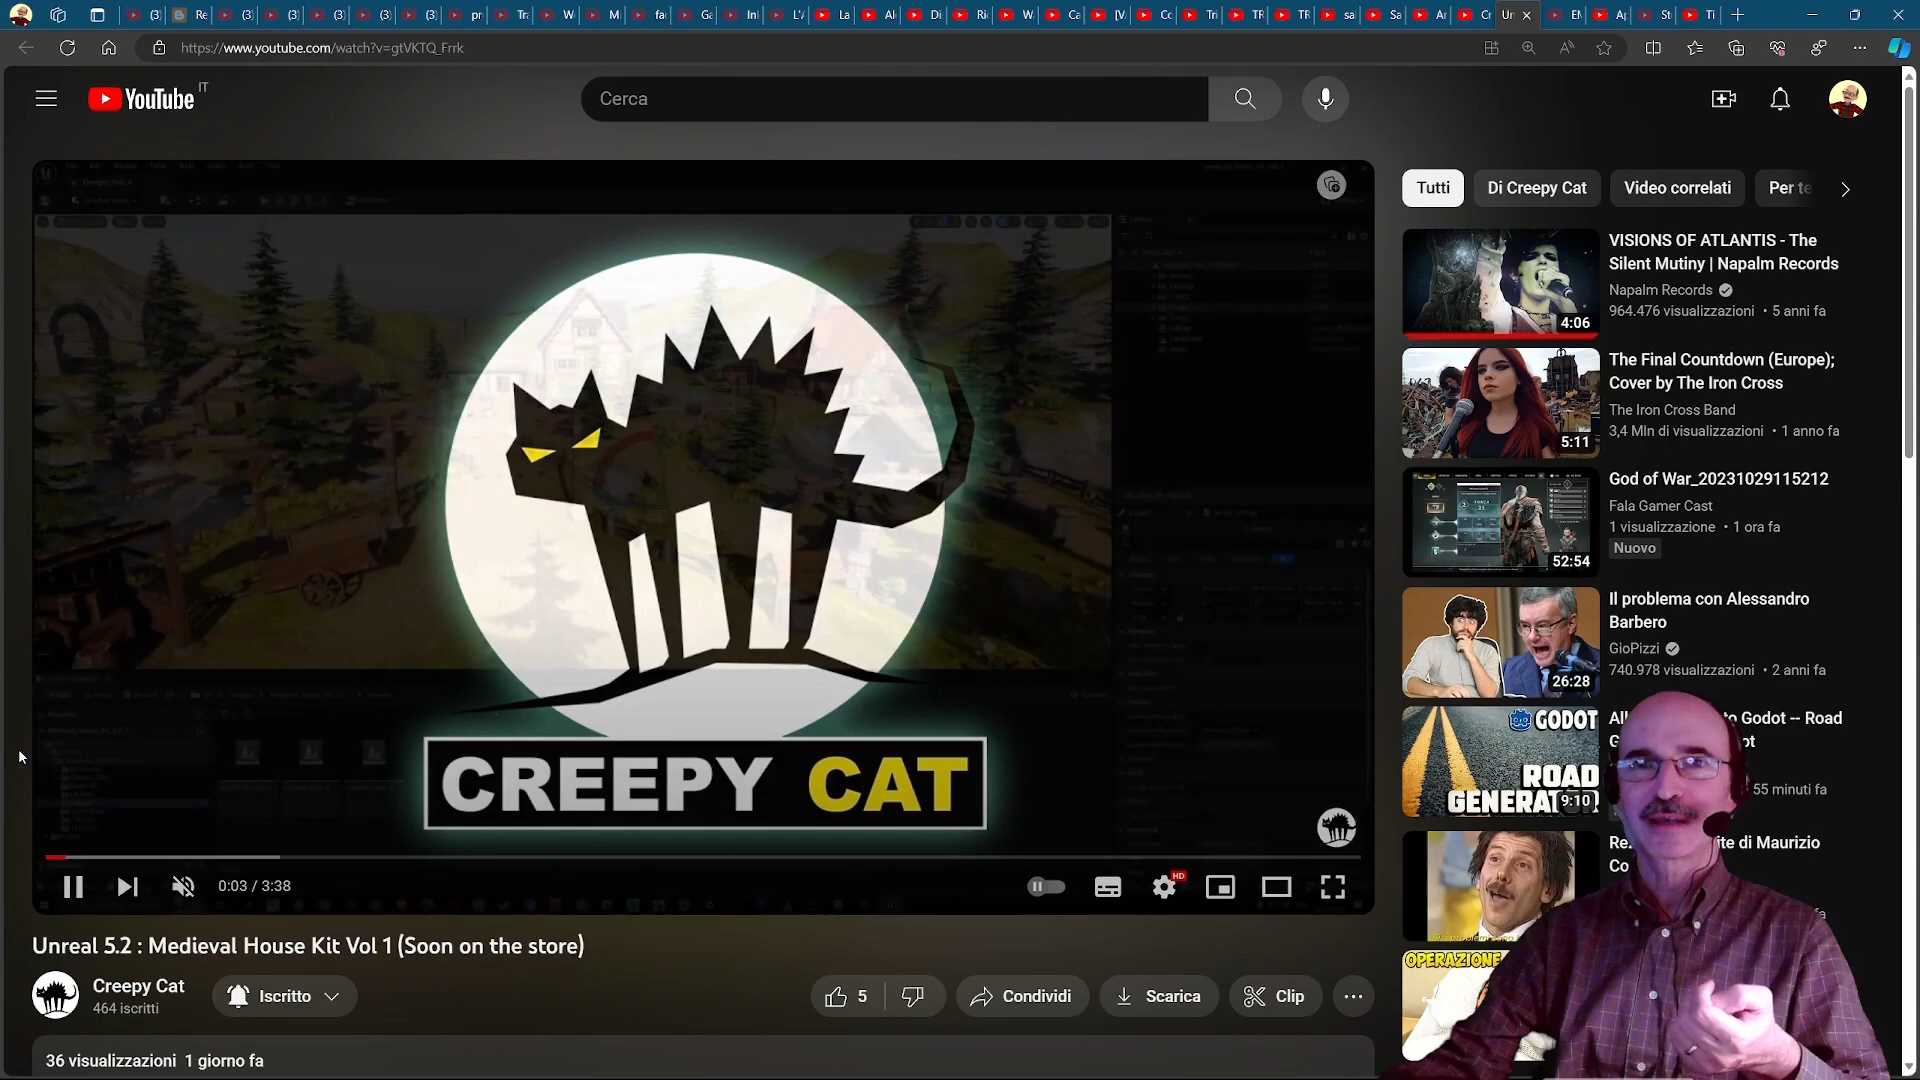 https://www.youtube.com/watch?v=gtVKTQ_Frrk
YouTube IT
Cerca
Tutti
Di Creepy Cat
Video correlati
CREEPY CAT
0:03 / 3:38
HD
Unreal 5.2 : Medieval House Kit Vol 1 (Soon on the store)
Creepy Cat
464 iscritti
Iscritto
5
Condividi
Scarica
Clip
36 visualizzazioni 1 giorno fa
4:06
VISIONS OF ATLANTIS - The
Silent Mutiny | Napalm Records
Napalm Records
964.476 visualizzazioni • 5 anni fa
5:11
The Final Countdown (Europe);
Cover by The Iron Cross
The Iron Cross Band
3,4 Mln di visualizzazioni • 1 anno fa
52:54
God of War_20231029115212
Fala Gamer Cast
1 visualizzazione • 1 ora fa
Nuovo
26:28
Il problema con Alessandro
Barbero
GioPizzi
740.978 visualizzazioni • 2 anni fa
GODOT
ROAD
9:10
to Godot -- Road
55 minuti fa
di Maurizio
OPERAZIONE